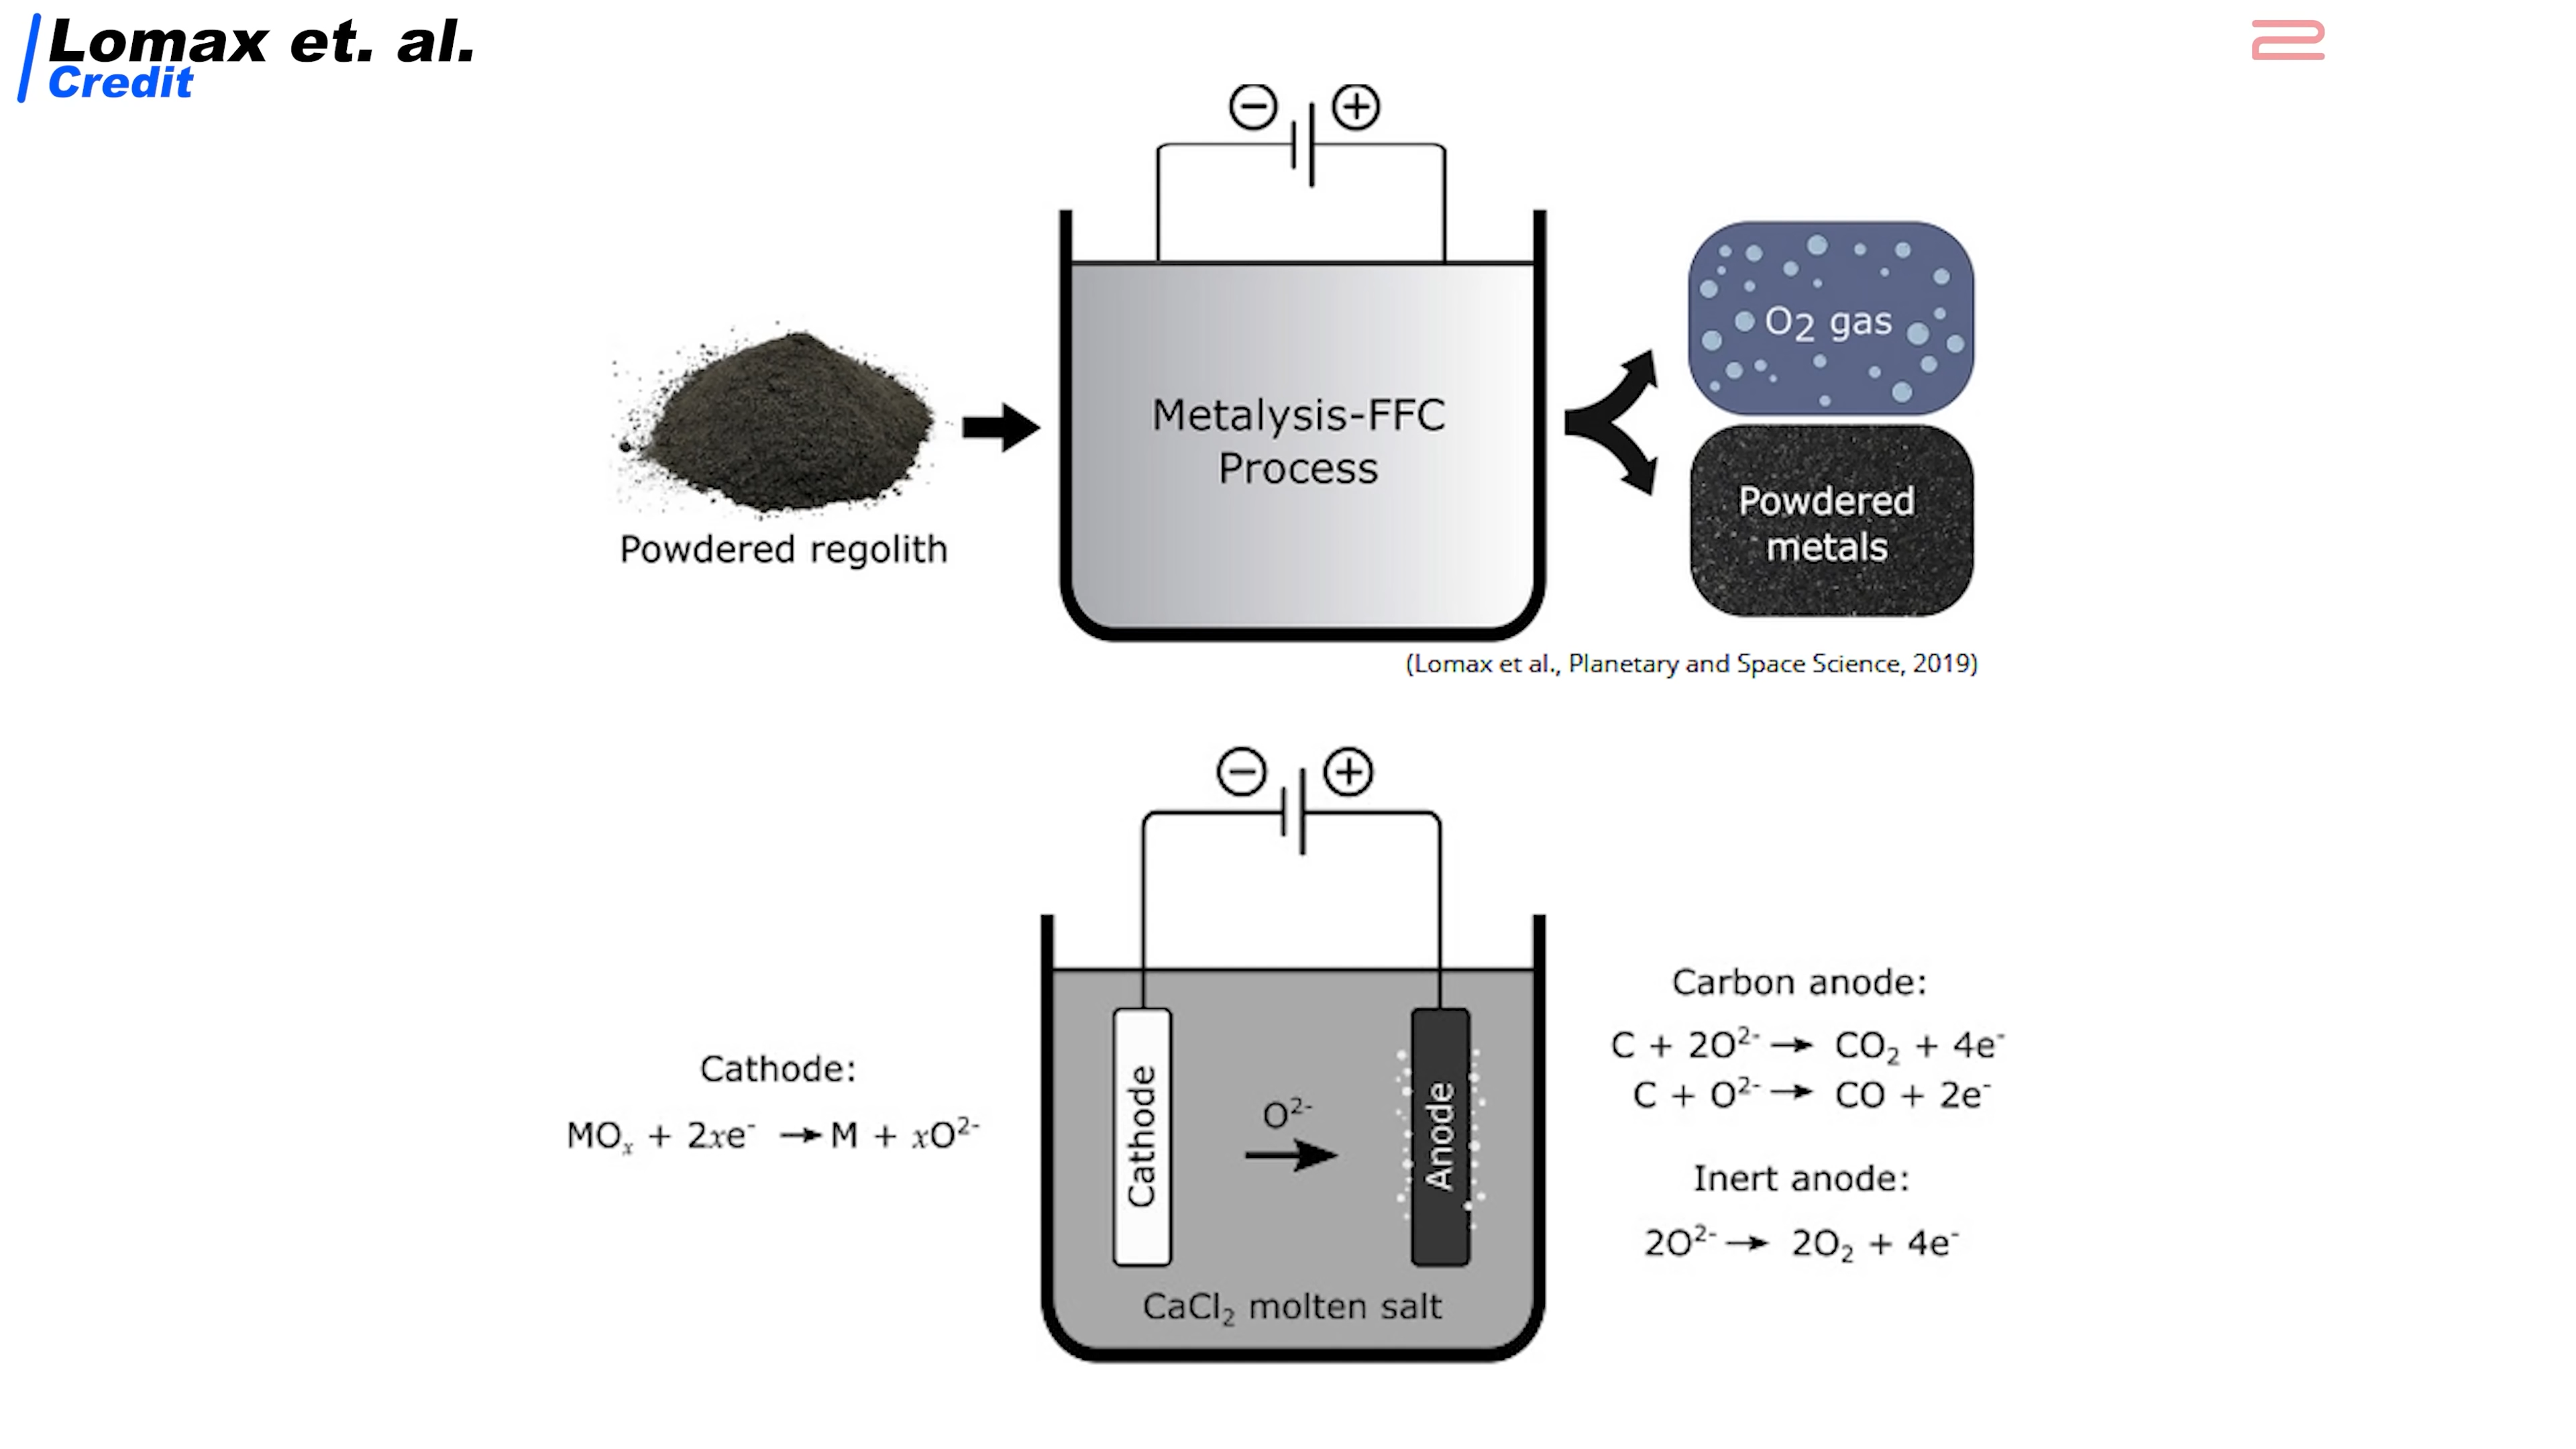 Lomax et. al.
Credit
⊖ ⊕
Metalysis-FFC
Process
Powdered regolith
O₂ gas
Powdered
metals
(Lomax et al., Planetary and Space Science, 2019)
⊖ ⊕
Cathode:
MOₓ + 2xe⁻ → M + xO²⁻
Cathode
O²⁻
Anode
CaCl₂ molten salt
Carbon anode:
C + 2O²⁻ → CO₂ + 4e⁻
C + O²⁻ → CO + 2e⁻
Inert anode:
2O²⁻ → 2O₂ + 4e⁻